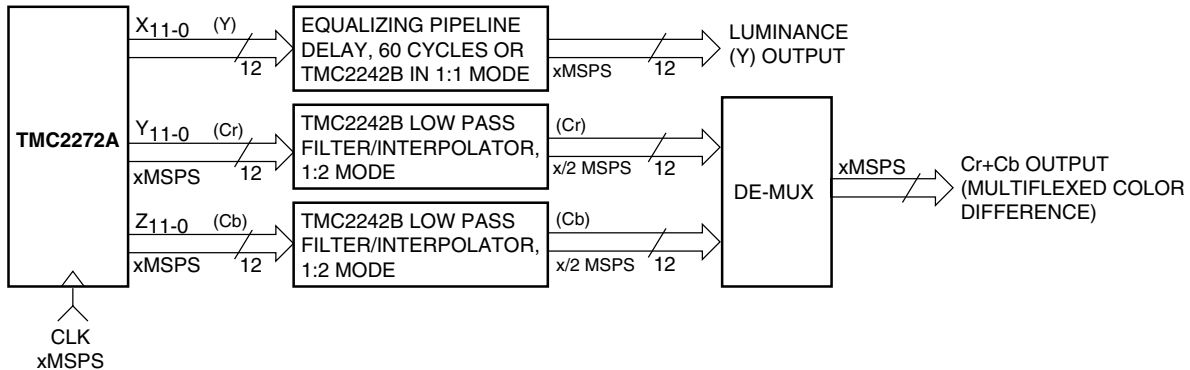 X11-0 (Y)
12
EQUALIZING PIPELINE
DELAY, 60 CYCLES OR
TMC2242B IN 1:1 MODE
xMSPS 12
LUMINANCE
(Y) OUTPUT
TMC2272A
Y11-0 (Cr)
xMSPS 12
TMC2242B LOW PASS
FILTER/INTERPOLATOR,
1:2 MODE
(Cr)
x/2 MSPS 12
Z11-0 (Cb)
xMSPS 12
TMC2242B LOW PASS
FILTER/INTERPOLATOR,
1:2 MODE
(Cb)
x/2 MSPS 12
DE-MUX
xMSPS
Cr+Cb OUTPUT
(MULTIFLEXED COLOR
DIFFERENCE)
CLK
xMSPS